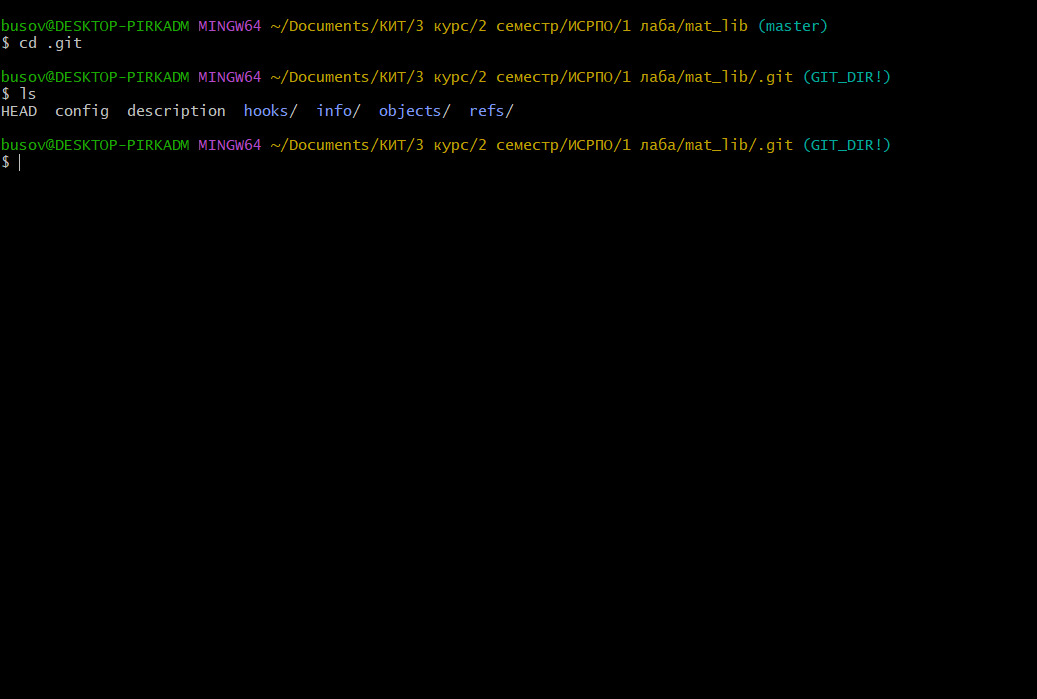 busov@DESKTOP-PIRKADM MINGW64 ~/Documents/КИТ/3 курс/2 семестр/ИСРПО/1 лаба/mat_lib (master)
$ cd .git
busov@DESKTOP-PIRKADM MINGW64 ~/Documents/КИТ/3 курс/2 семестр/ИСРПО/1 лаба/mat_lib/.git (GIT_DIR!)
$ ls
HEAD  config  description  hooks/  info/  objects/  refs/
busov@DESKTOP-PIRKADM MINGW64 ~/Documents/КИТ/3 курс/2 семестр/ИСРПО/1 лаба/mat_lib/.git (GIT_DIR!)
$